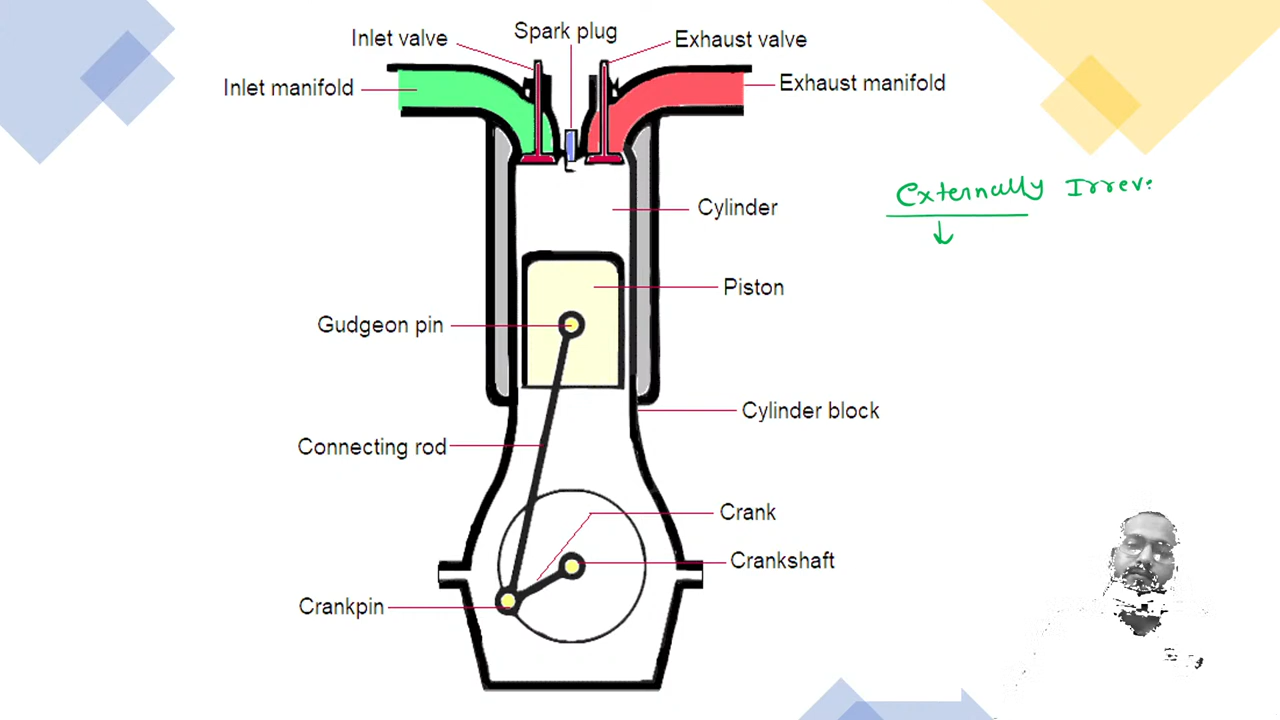 Spark plug
Inlet valve
Exhaust valve
Inlet manifold
Exhaust manifold
Externally Irrev:
Cylinder
Piston
Gudgeon pin
Cylinder block
Connecting rod
Crank
Crankshaft
Crankpin